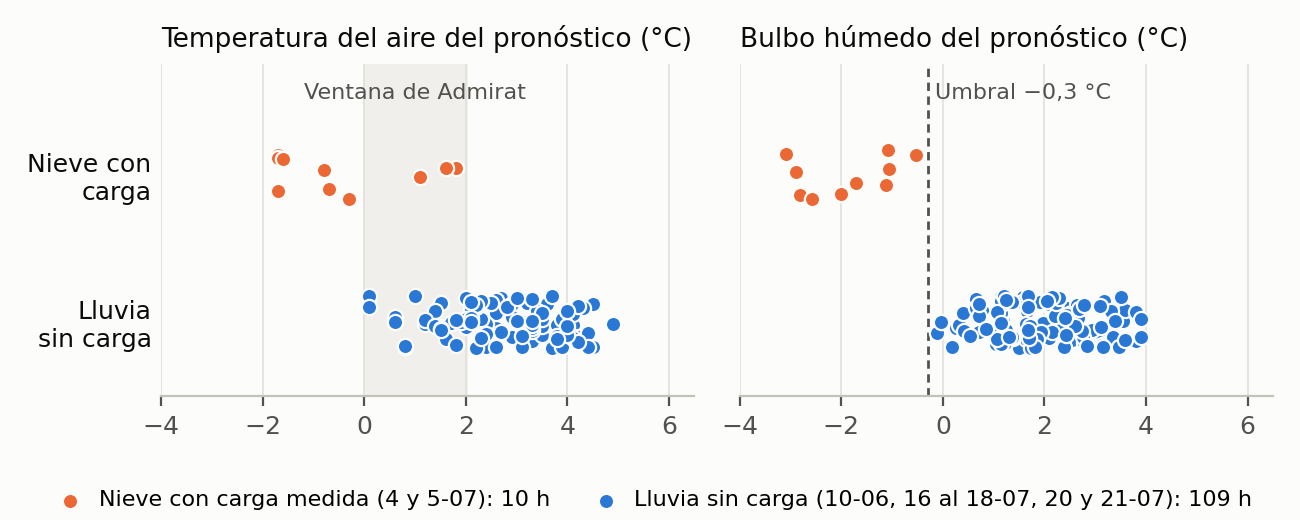 Temperatura del aire del pronóstico (°C)
Bulbo húmedo del pronóstico (°C)
Ventana de Admirat
Umbral −0,3 °C
Nieve con
carga
Lluvia
sin carga
−4 −2 0 2 4 6
−4 −2 0 2 4 6
Nieve con carga medida (4 y 5-07): 10 h
Lluvia sin carga (10-06, 16 al 18-07, 20 y 21-07): 109 h